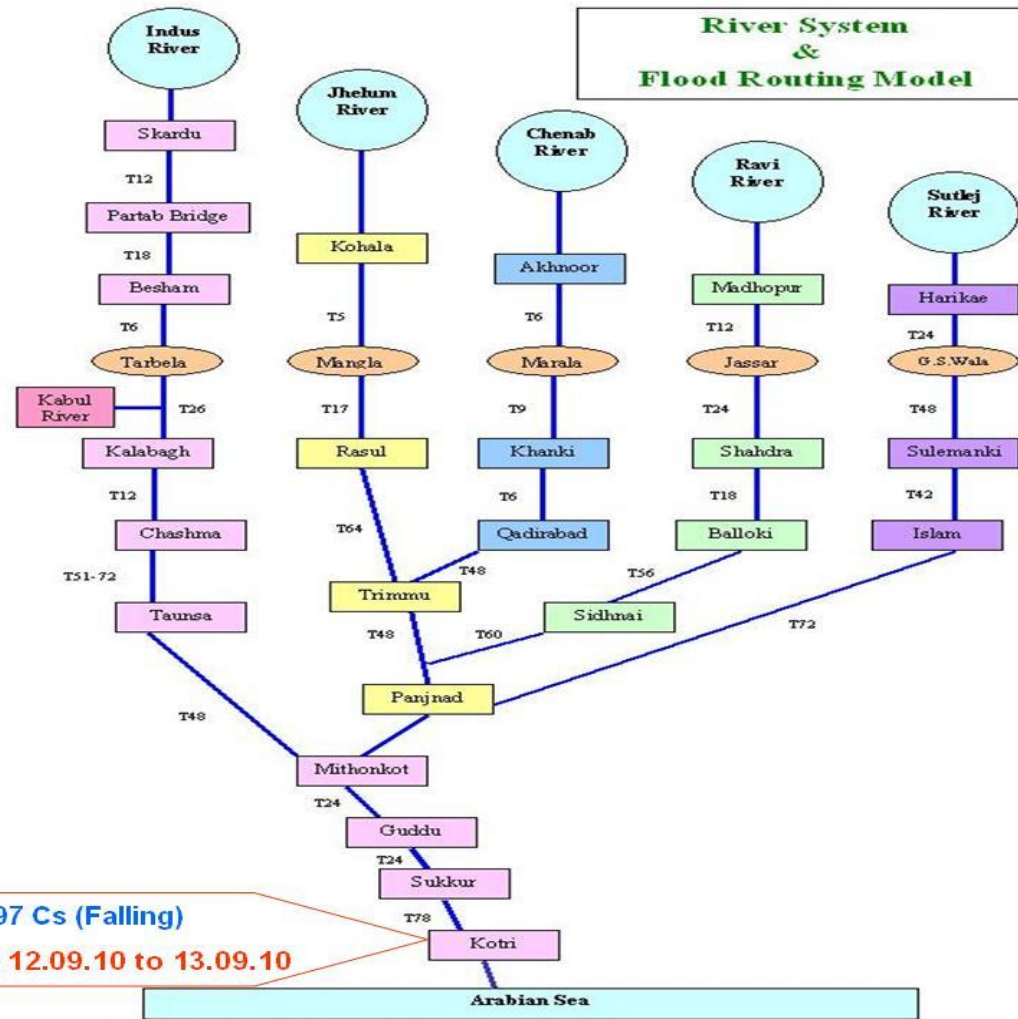 River System
&
Flood Routing Model
Indus
River
Jhelum
River
Chenab
River
Ravi
River
Sutlej
River
Skardu
T12
Partab Bridge
T18
Besham
T6
Tarbela
Kabul
River
T26
Kalabagh
T12
Chashma
T51-72
Taunsa
T48
Kohala
T5
Mangla
T17
Rasul
T64
Trimmu
T48
Panjnad
Akhnoor
T6
Marala
T9
Khanki
T6
Qadirabad
T48
Madhopur
T12
Jassar
T24
Shahdra
T18
Balloki
T56
Sidhnai
T60
Harikae
T24
G.S.Wala
T48
Sulemanki
T42
Islam
T72
Mithonkot
T24
Guddu
T24
Sukkur
T78
Kotri
97 Cs (Falling)
12.09.10 to 13.09.10
Arabian Sea